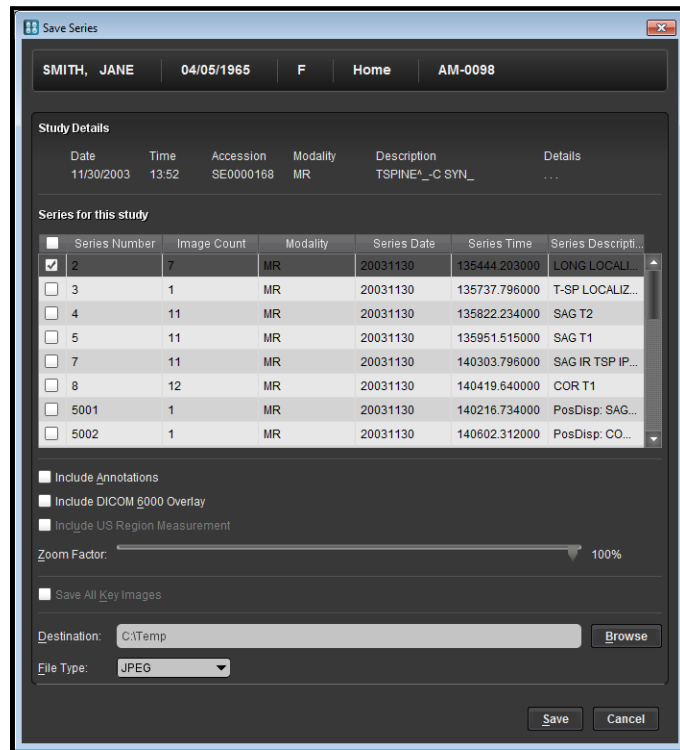 Save Series
SMITH, JANE 04/05/1965 F Home AM-0098
Study Details
Date Time Accession Modality Description Details
11/30/2003 13:52 SE0000168 MR TSPINE^_-C SYN_ ...
Series for this study
Series Number Image Count Modality Series Date Series Time Series Descripti...
2 7 MR 20031130 135444.203000 LONG LOCALI...
3 1 MR 20031130 135737.796000 T-SP LOCALIZ...
4 11 MR 20031130 135822.234000 SAG T2
5 11 MR 20031130 135951.515000 SAG T1
7 11 MR 20031130 140303.796000 SAG IR TSP IP...
8 12 MR 20031130 140419.640000 COR T1
5001 1 MR 20031130 140216.734000 PosDisp: SAG...
5002 1 MR 20031130 140602.312000 PosDisp: CO...
Include Annotations
Include DICOM 6000 Overlay
Include US Region Measurement
Zoom Factor: 100%
Save All Key Images
Destination: C:\Temp Browse
File Type: JPEG
Save Cancel